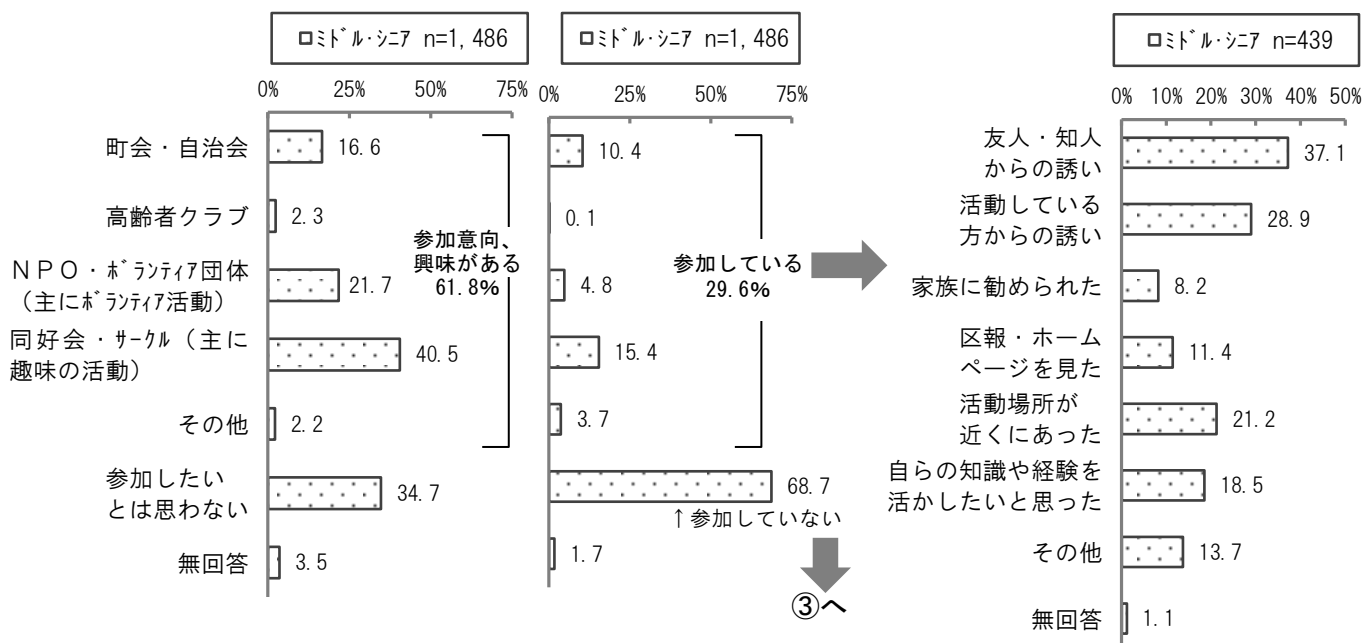 ﾐﾄﾞﾙ･ｼﾆｱ n=1,486
0% 25% 50% 75%
町会・自治会 16.6
高齢者クラブ 2.3
ＮＰＯ・ﾎﾞﾗﾝﾃｨｱ団体
（主にﾎﾞﾗﾝﾃｨｱ活動） 21.7
同好会・ｻｰｸﾙ（主に
趣味の活動） 40.5
その他 2.2
参加したい
とは思わない 34.7
無回答 3.5
参加意向、
興味がある
61.8%
ﾐﾄﾞﾙ･ｼﾆｱ n=1,486
0% 25% 50% 75%
10.4
0.1
4.8
15.4
3.7
68.7
↑参加していない
1.7
参加している
29.6%
③へ
ﾐﾄﾞﾙ･ｼﾆｱ n=439
0% 10% 20% 30% 40% 50%
友人・知人
からの誘い 37.1
活動している
方からの誘い 28.9
家族に勧められた 8.2
区報・ホーム
ページを見た 11.4
活動場所が
近くにあった 21.2
自らの知識や経験を
活かしたいと思った 18.5
その他 13.7
無回答 1.1